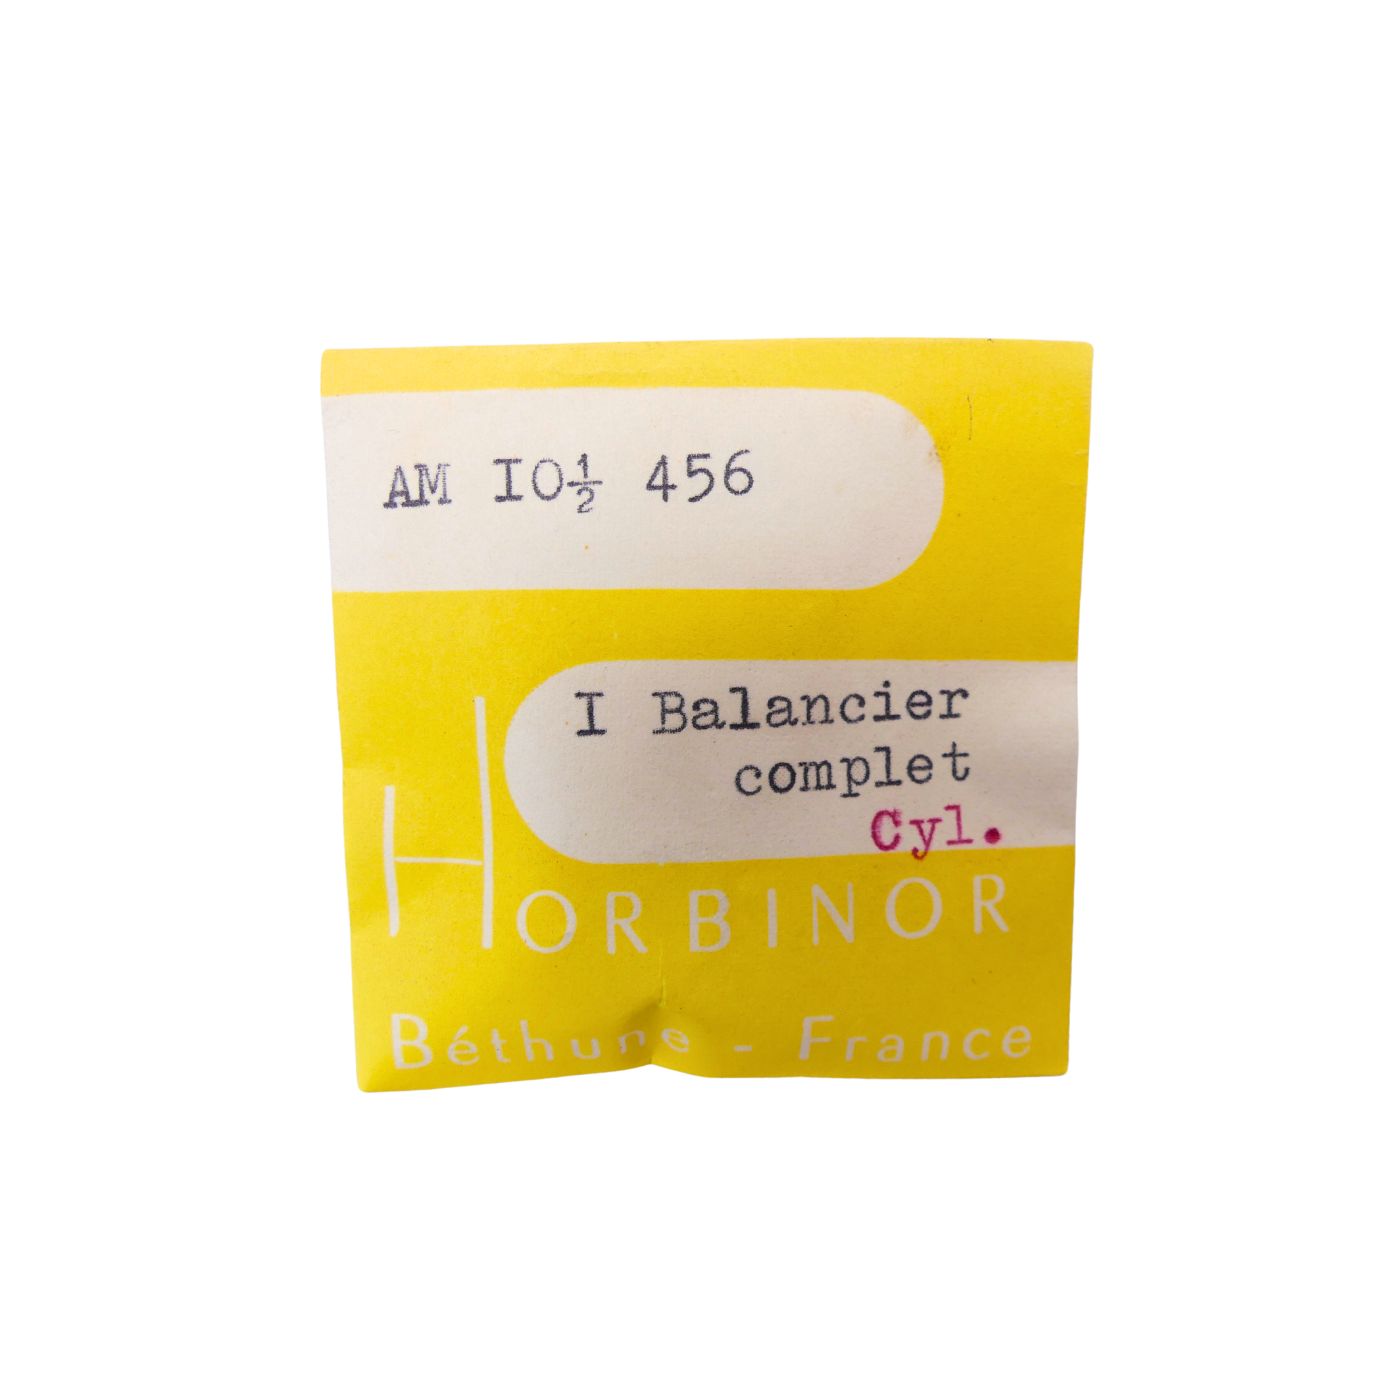 AM IO½ 456
I Balancier
complet
Cyl.
HORBINOR
Béthune - France